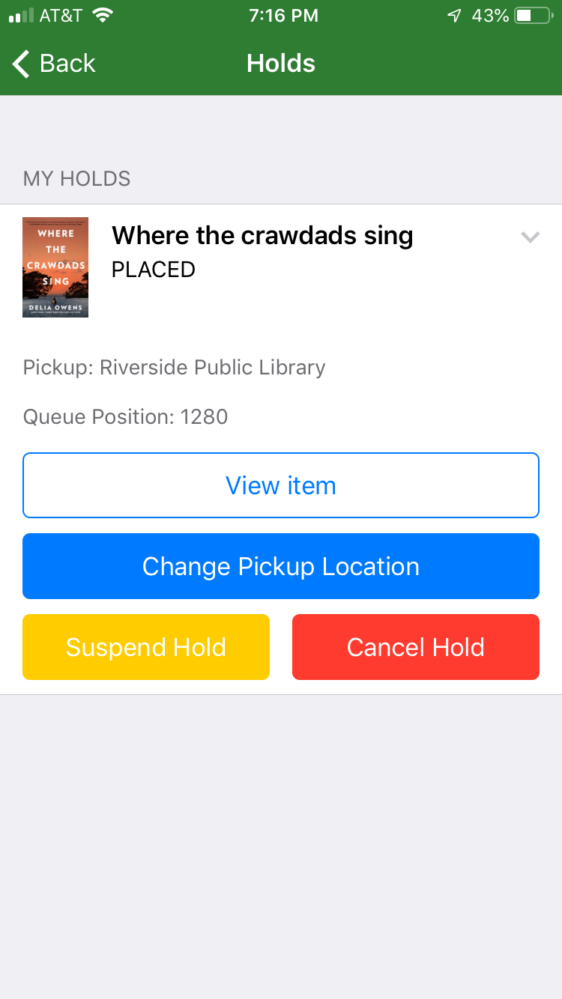 AT&T 7:16 PM 43%
Back Holds
MY HOLDS
WHERE
THE
CRAWDADS
SING
DELIA OWENS
Where the crawdads sing
PLACED
Pickup: Riverside Public Library
Queue Position: 1280
View item
Change Pickup Location
Suspend Hold Cancel Hold